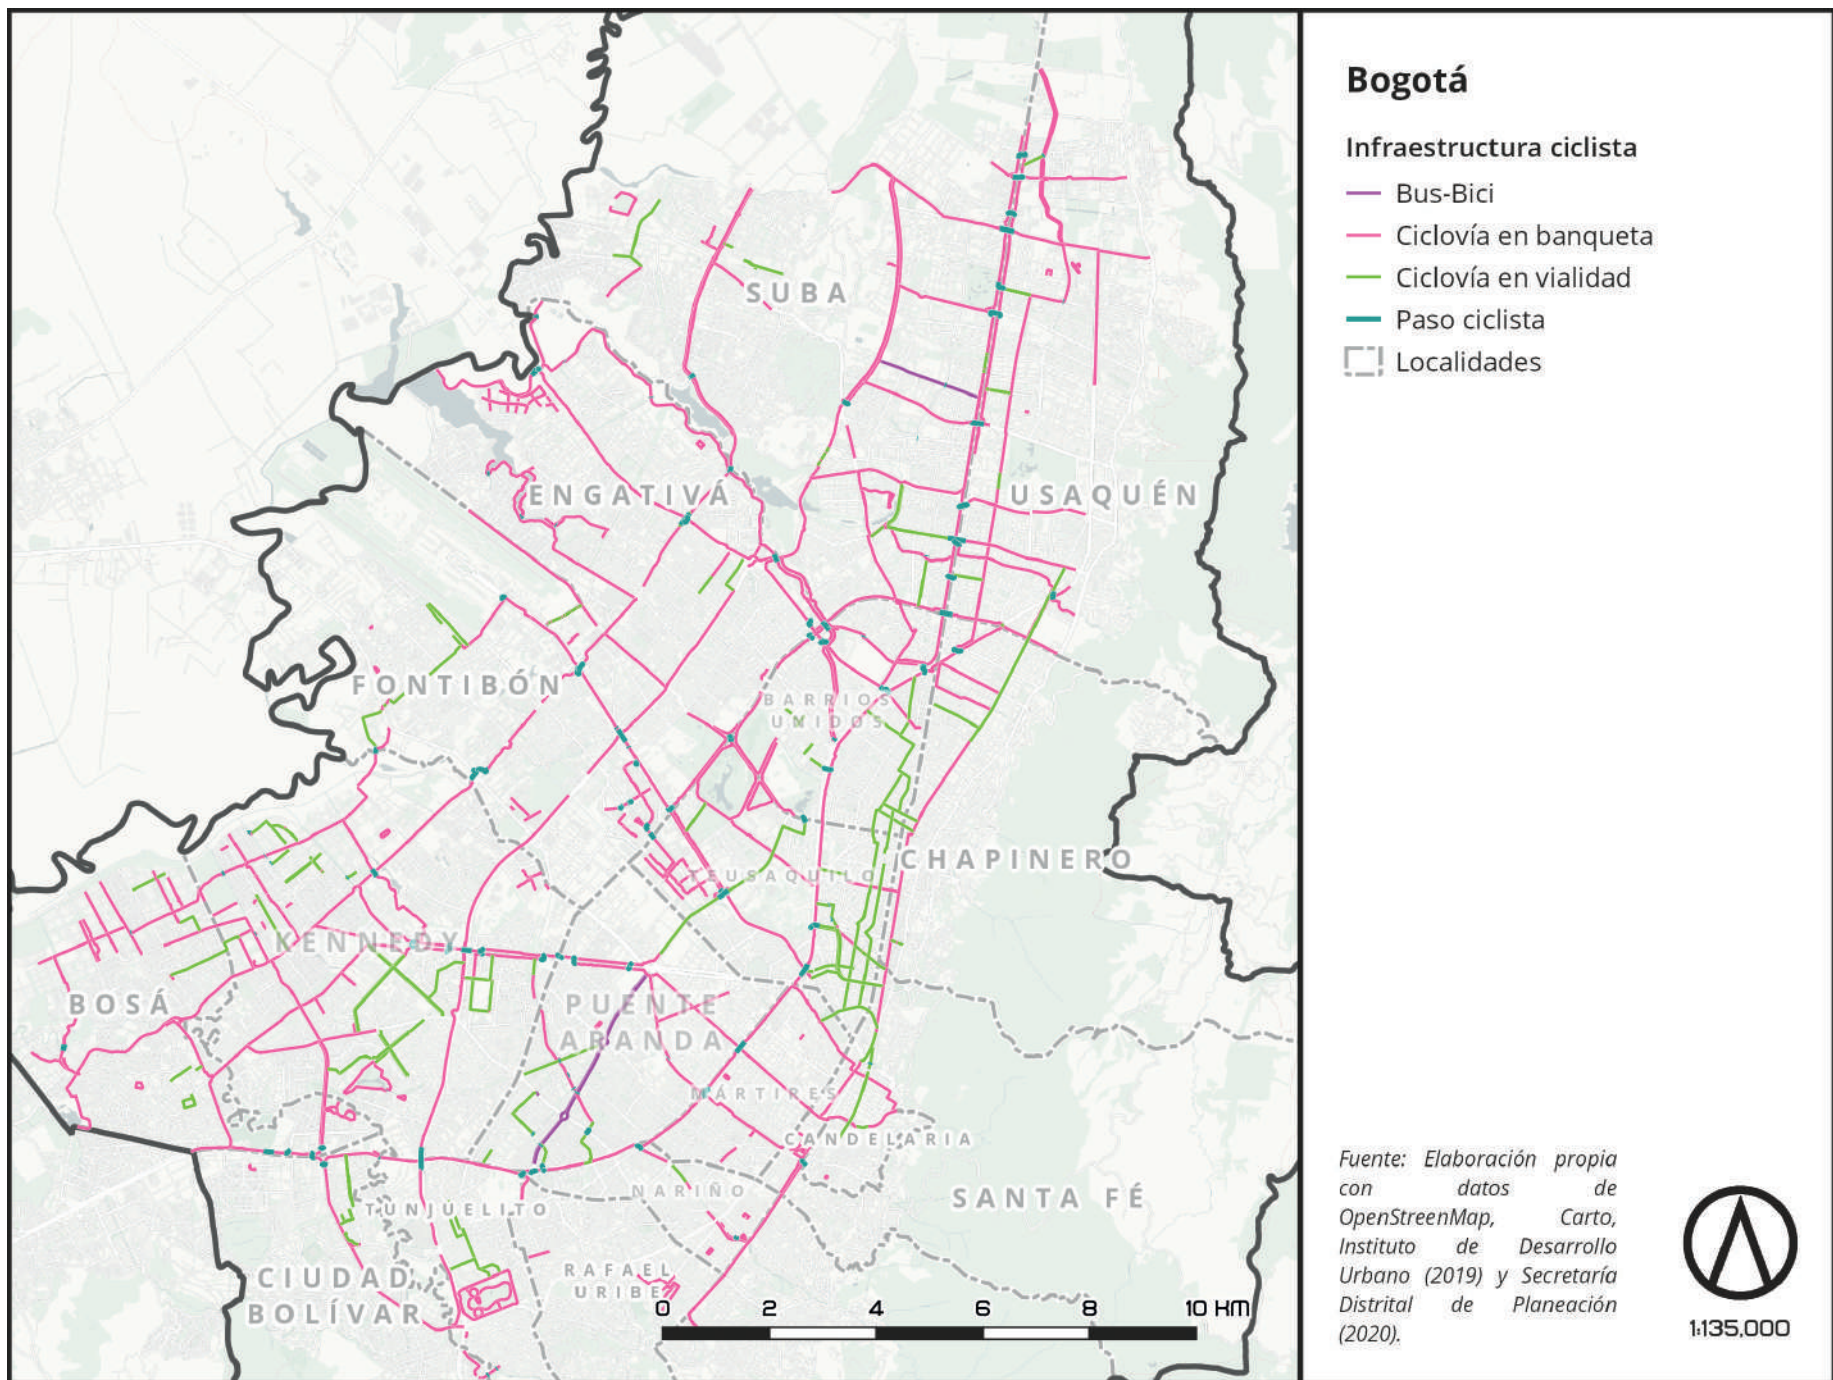 Bogotá
Infraestructura ciclista
Bus-Bici
Ciclovía en banqueta
Ciclovía en vialidad
Paso ciclista
Localidades
SUBA
ENGATIVÁ
USAQUÉN
FONTIBÓN
BARRIOS
UNIDOS
CHAPINERO
TEUSAQUILO
KENNEDY
BOSÁ
PUENTE
ARANDA
MÁRTIRES
CANDELARIA
NARIÑO
SANTA FÉ
TUNJUELITO
CIUDAD
BOLÍVAR
RAFAEL
URIBE
0 2 4 6 8 10 KM
Fuente: Elaboración propia
con datos de
OpenStreenMap, Carto,
Instituto de Desarrollo
Urbano (2019) y Secretaría
Distrital de Planeación
(2020).
1:135,000